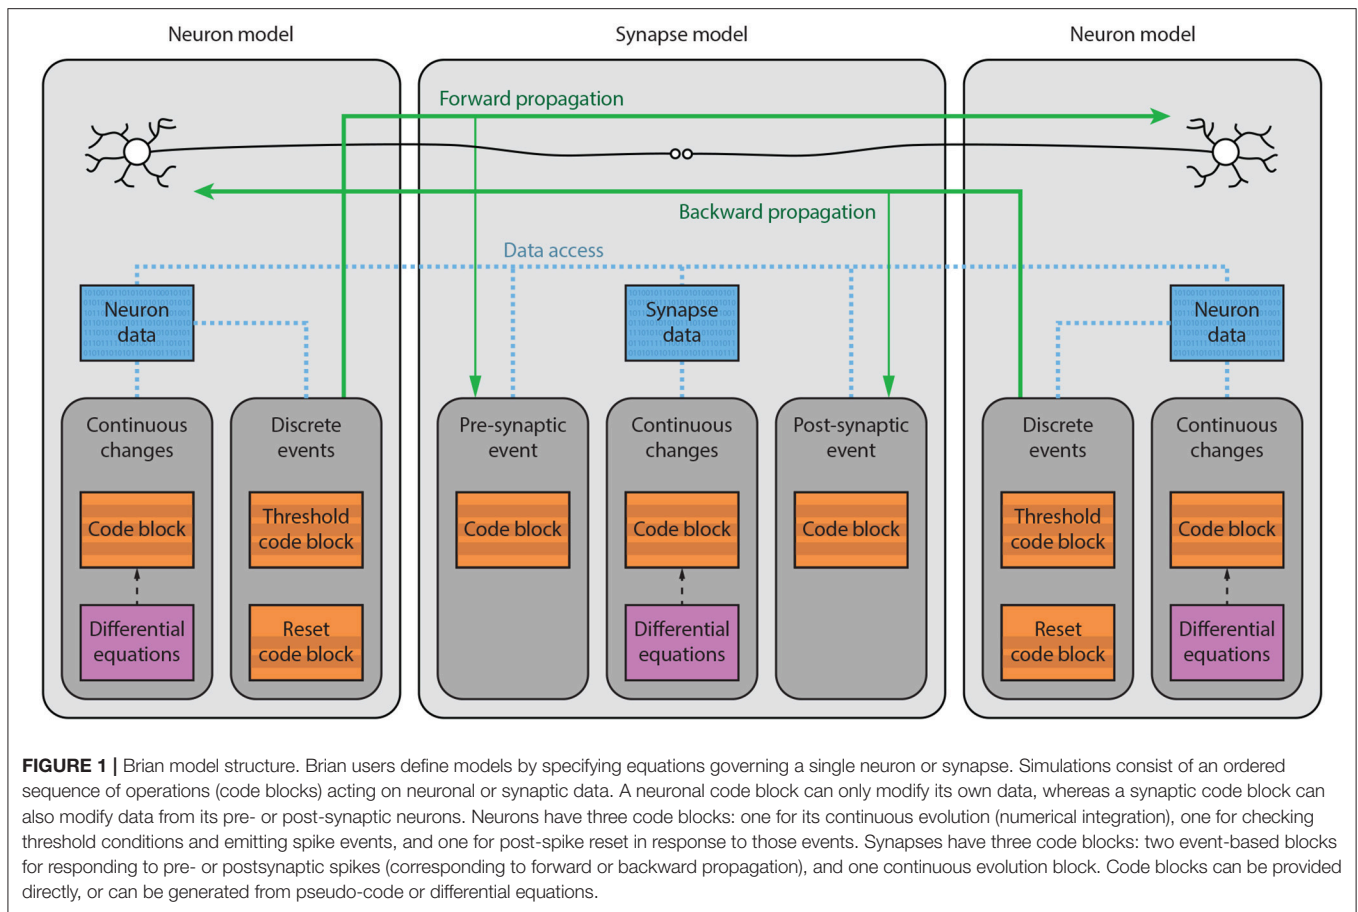 Neuron model
Synapse model
Neuron model
Forward propagation
Backward propagation
Data access
Neuron
data
Synapse
data
Neuron
data
Continuous
changes
Code block
Differential
equations
Discrete
events
Threshold
code block
Reset
code block
Pre-synaptic
event
Code block
Continuous
changes
Code block
Differential
equations
Post-synaptic
event
Code block
Discrete
events
Threshold
code block
Reset
code block
Continuous
changes
Code block
Differential
equations
FIGURE 1 | Brian model structure. Brian users define models by specifying equations governing a single neuron or synapse. Simulations consist of an ordered
sequence of operations (code blocks) acting on neuronal or synaptic data. A neuronal code block can only modify its own data, whereas a synaptic code block can
also modify data from its pre- or post-synaptic neurons. Neurons have three code blocks: one for its continuous evolution (numerical integration), one for checking
threshold conditions and emitting spike events, and one for post-spike reset in response to those events. Synapses have three code blocks: two event-based blocks
for responding to pre- or postsynaptic spikes (corresponding to forward or backward propagation), and one continuous evolution block. Code blocks can be provided
directly, or can be generated from pseudo-code or differential equations.